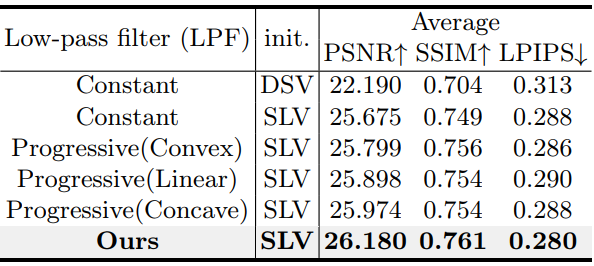 Low-pass filter (LPF) init. Average
PSNR↑ SSIM↑ LPIPS↓
Constant DSV 22.190 0.704 0.313
Constant SLV 25.675 0.749 0.288
Progressive(Convex) SLV 25.799 0.756 0.286
Progressive(Linear) SLV 25.898 0.754 0.290
Progressive(Concave) SLV 25.974 0.754 0.288
Ours SLV 26.180 0.761 0.280